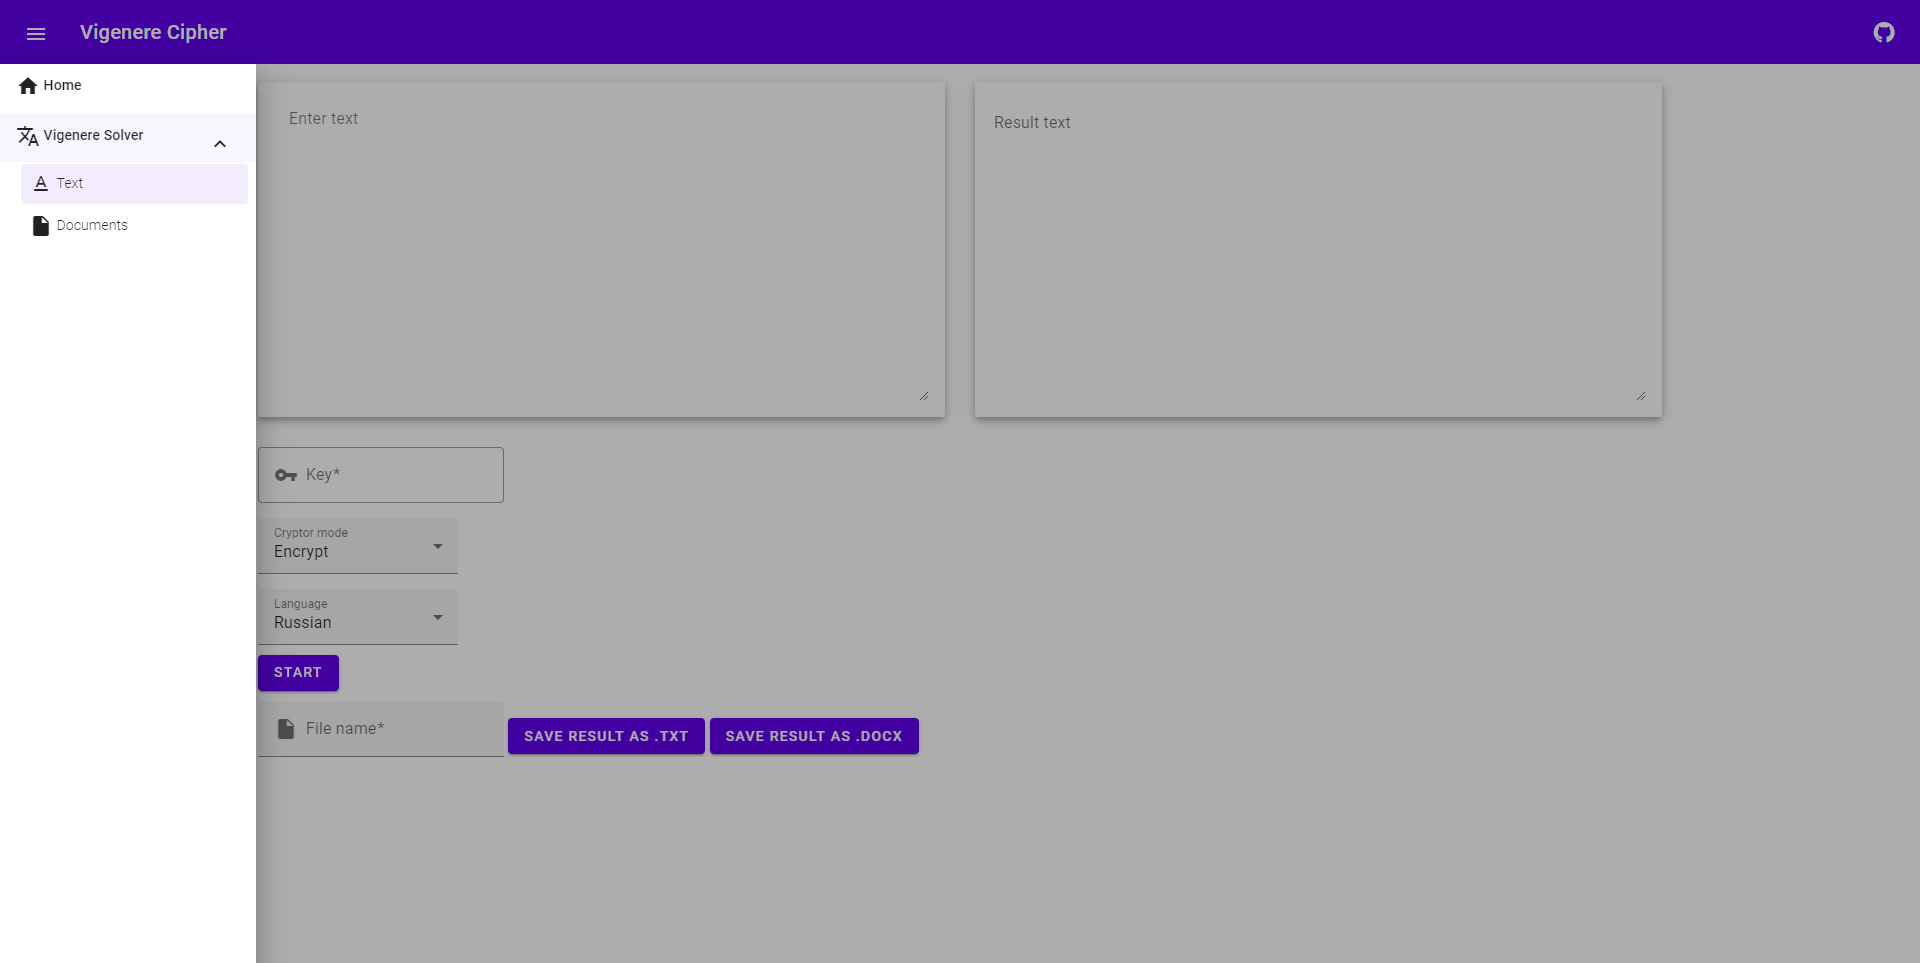 Vigenere Cipher
Home
Vigenere Solver
Text
Documents
Enter text
Result text
Key*
Cryptor mode
Encrypt
Language
Russian
START
File name*
SAVE RESULT AS .TXT
SAVE RESULT AS .DOCX